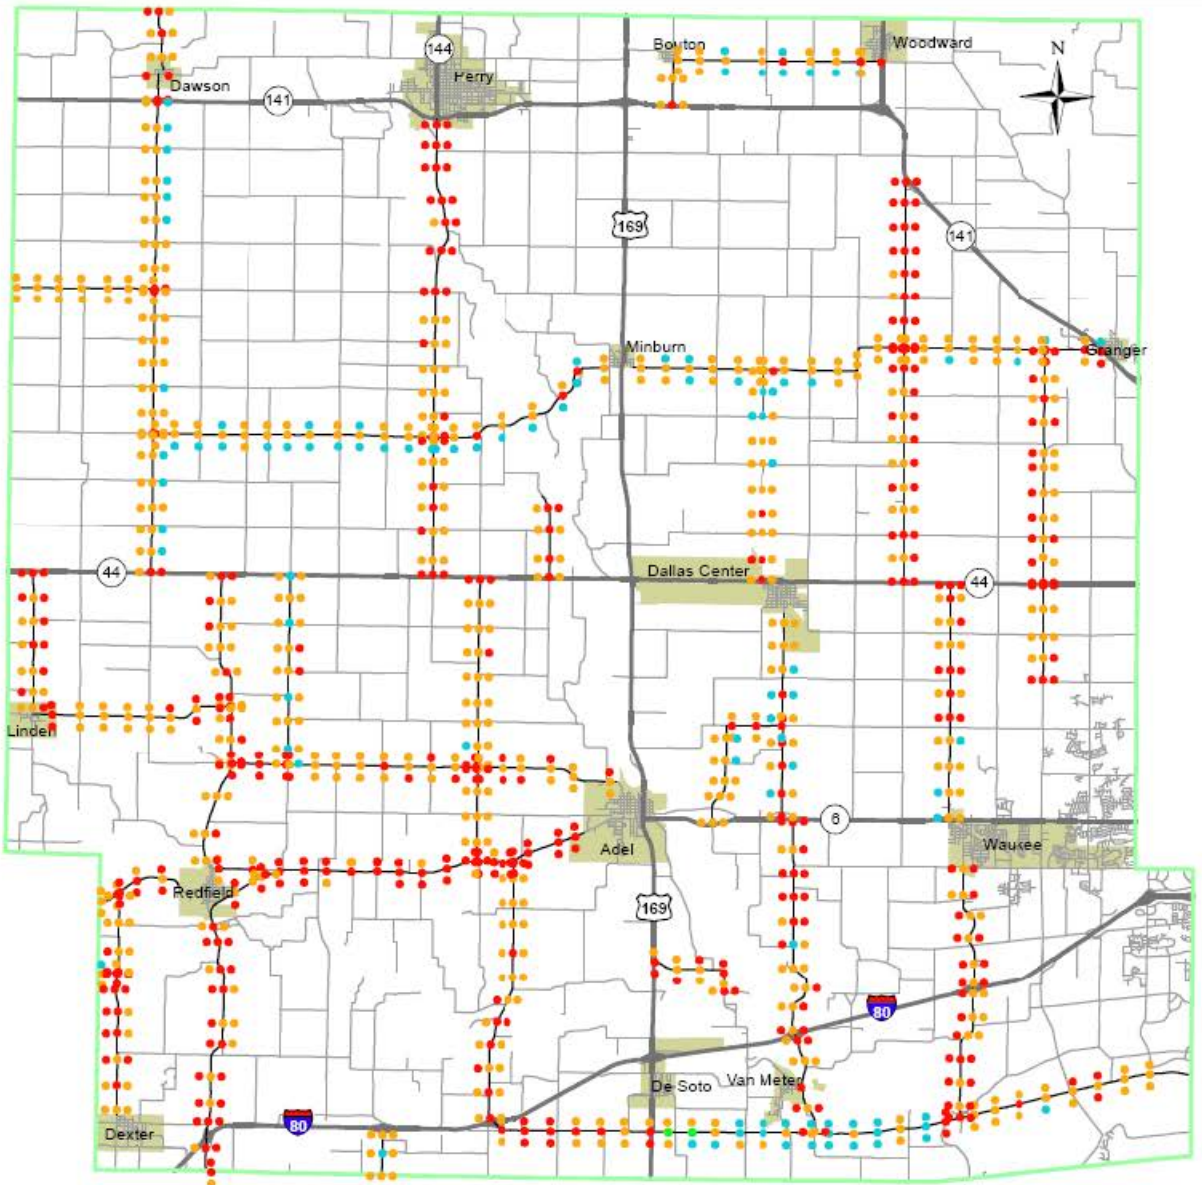 144
Bouton
Woodward
N
Perry
Dawson
141
169
141
Minburn
Granger
Dallas Center
44
44
Linden
6
Adel
Waukee
Redfield
169
80
De Soto
Van Meter
80
Dexter